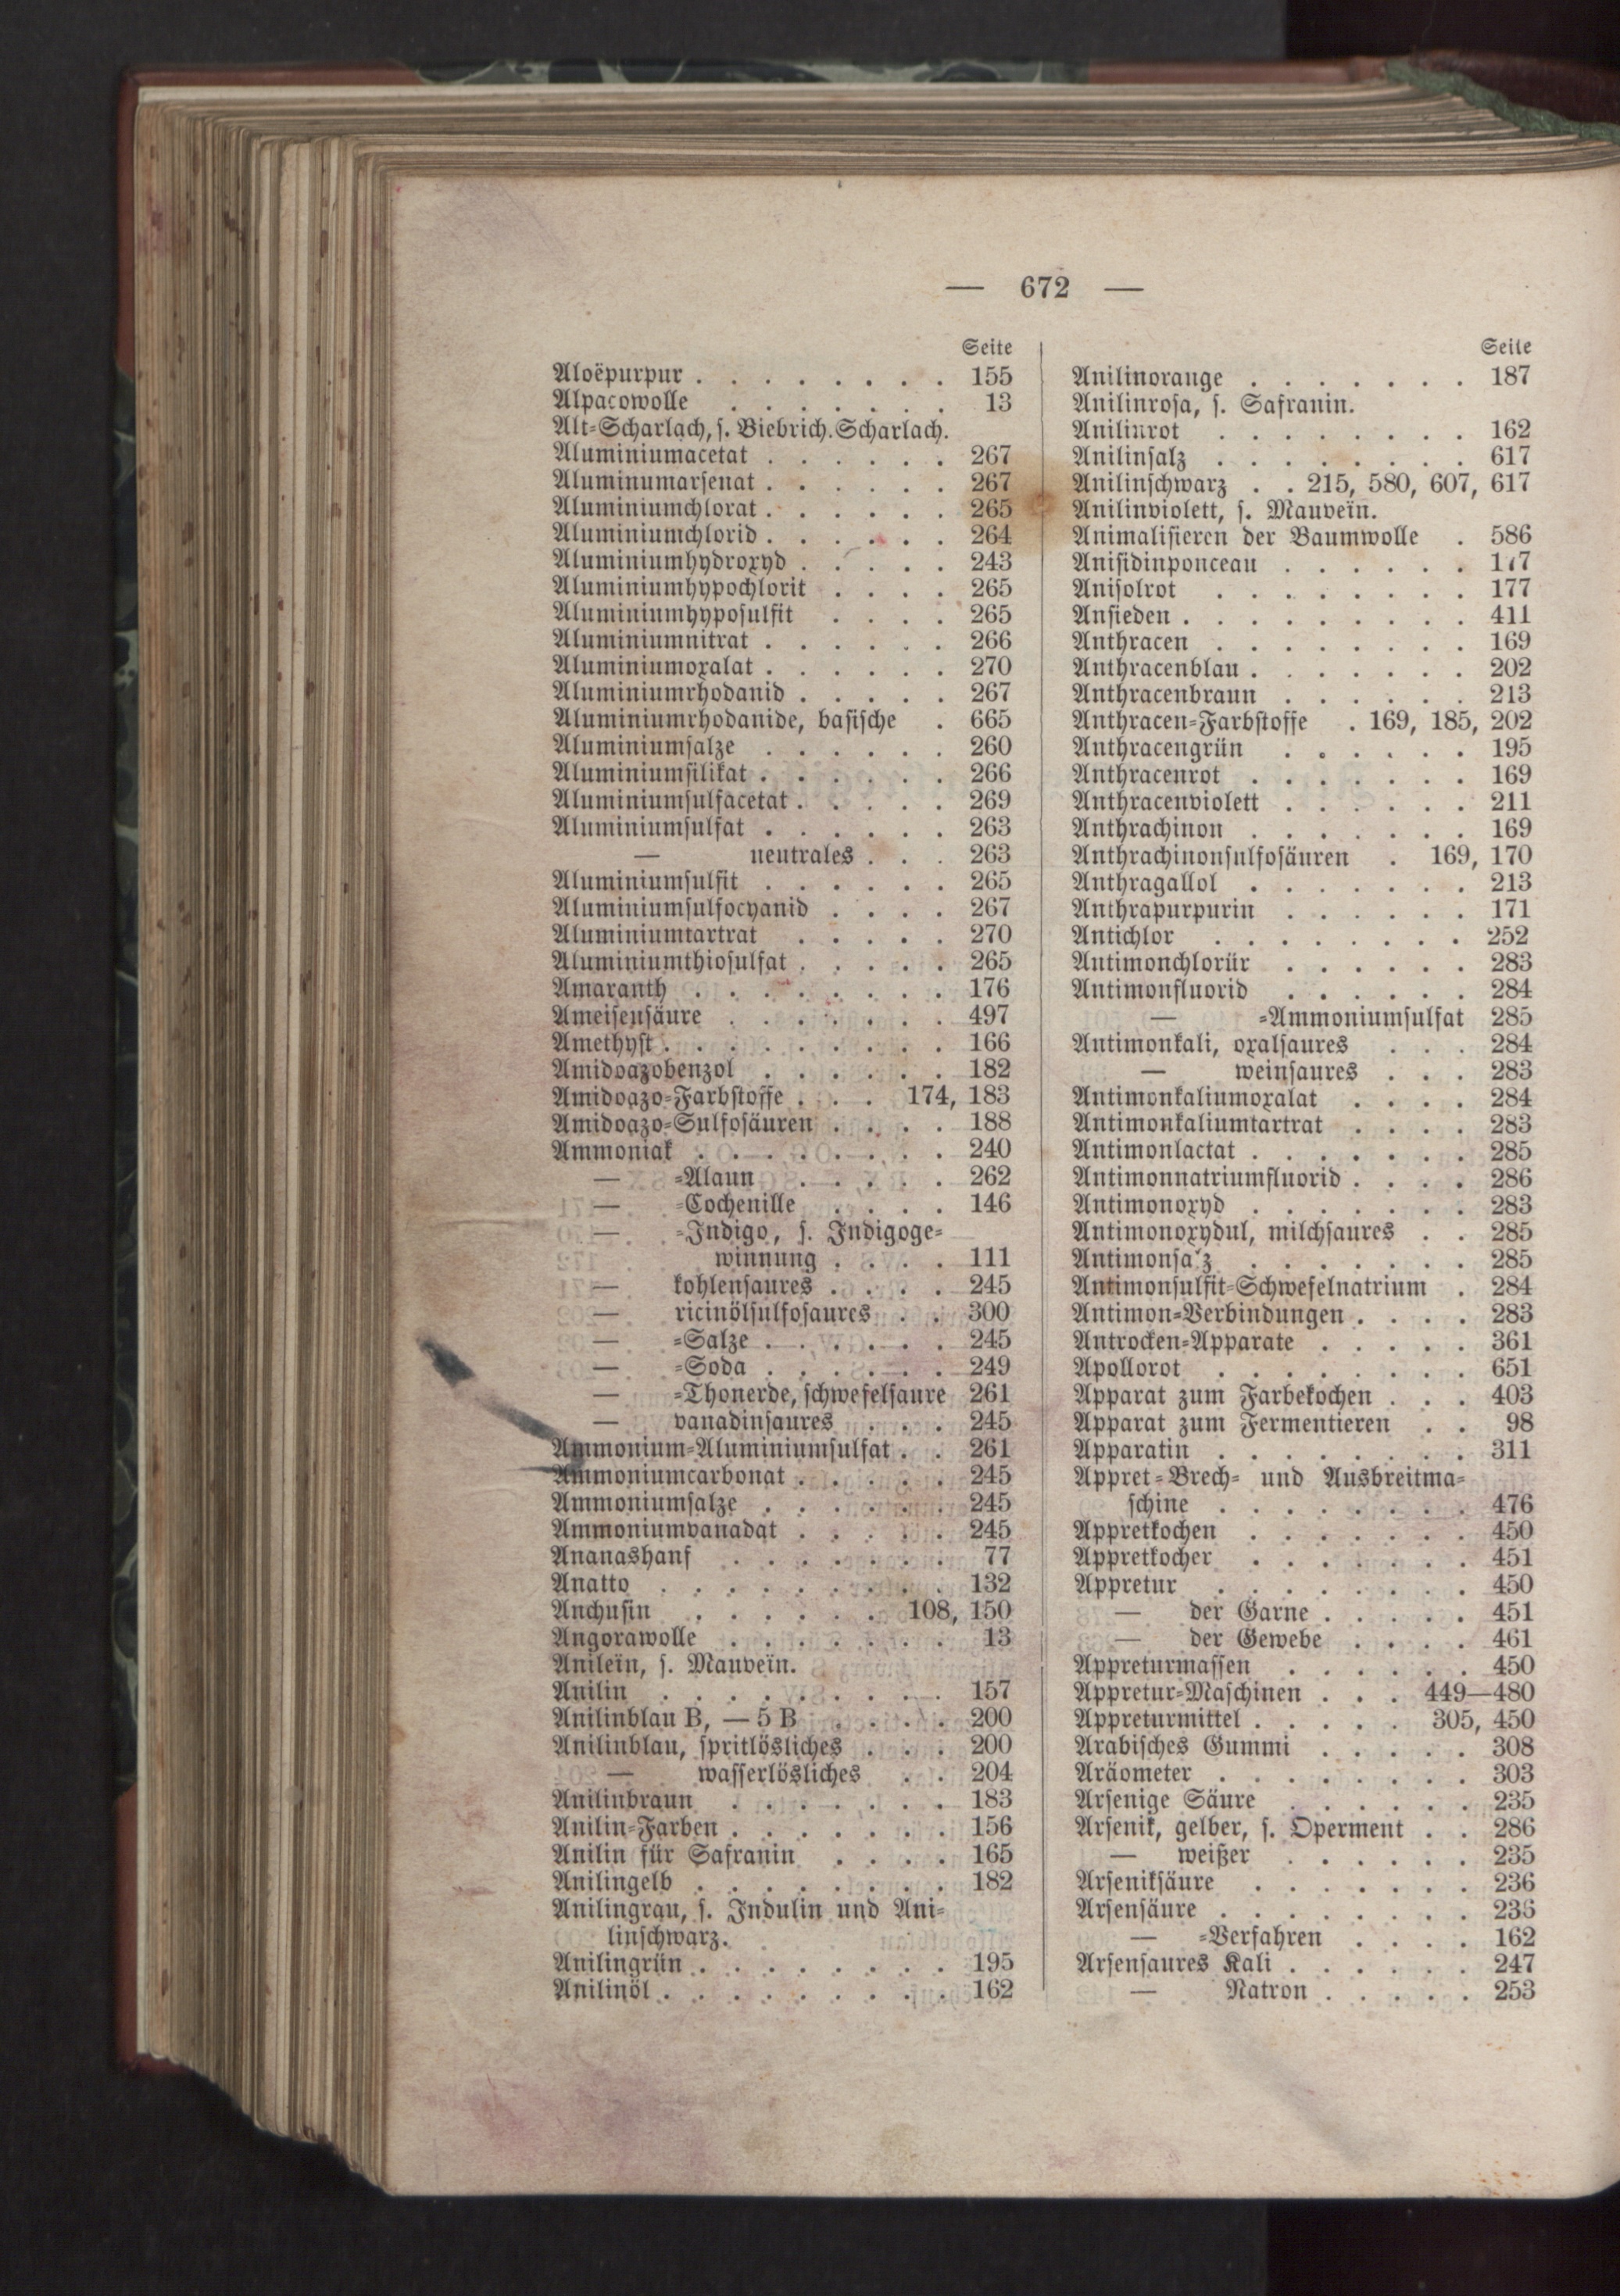 — 672 —
Seite
Aloëpurpur . . . . . . . . 155
Alpacowolle . . . . . . . 13
Alt-Scharlach, s. Biebrich. Scharlach.
Aluminiumacetat . . . . . . 267
Aluminumarsenat . . . . . . 267
Aluminiumchlorat . . . . . . 265
Aluminiumchlorid . . . . . . 264
Aluminiumhydroxyd . . . . . 243
Aluminiumhypochlorit . . . . 265
Aluminiumhyposulfit . . . . 265
Aluminiumnitrat . . . . . . 266
Aluminiumoxalat . . . . . . 270
Aluminiumrhodanid . . . . . 267
Aluminiumrhodanide, basische . 665
Aluminiumsalze . . . . . . 260
Aluminiumsilikat . . . . . . 266
Aluminiumsulfacetat . . . . . 269
Aluminiumsulfat . . . . . . 263
— neutrales . . . 263
Aluminiumsulfit . . . . . . 265
Aluminiumsulfocyanid . . . . 267
Aluminiumtartrat . . . . . 270
Aluminiumthiosulfat . . . . . 265
Amaranth . . . . . . . . 176
Ameisensäure . . . . . . . 497
Amethyst . . . . . . . . . 166
Amidoazobenzol . . . . . . 182
Amidoazo-Farbstoffe . . . 174, 183
Amidoazo-Sulfosäuren . . . . 188
Ammoniak . . . . . . . . 240
— -Alaun . . . . . 262
— -Cochenille . . . . 146
— -Indigo, s. Indigoge-
winnung . . . . 111
— kohlensaures . . . . 245
— ricinölsulfosaures . . 300
— -Salze . . . . . . 245
— -Soda . . . . . . 249
— -Thonerde, schwefelsaure 261
— vanadinsaures . . . 245
Ammonium-Aluminiumsulfat . . 261
Ammoniumcarbonat . . . . . 245
Ammoniumsalze . . . . . . 245
Ammoniumvanadat . . . . . 245
Ananashanf . . . . . . . 77
Anatto . . . . . . . . . 132
Anchusin . . . . . . 108, 150
Angorawolle . . . . . . . 13
Anileïn, s. Mauveïn.
Anilin . . . . . . . . . 157
Anilinblau B, — 5 B . . . . 200
Anilinblau, spritlösliches . . . 200
— wasserlösliches . . 204
Anilinbraun . . . . . . . 183
Anilin-Farben . . . . . . . 156
Anilin für Safranin . . . . 165
Anilingelb . . . . . . . . 182
Anilingrau, s. Indulin und Ani-
linschwarz.
Anilingrün . . . . . . . . 195
Anilinöl . . . . . . . . . 162
Seite
Anilinorange . . . . . . . 187
Anilinrosa, s. Safranin.
Anilinrot . . . . . . . . 162
Anilinsalz . . . . . . . . 617
Anilinschwarz . . 215, 580, 607, 617
Anilinviolett, s. Mauveïn.
Animalisieren der Baumwolle . 586
Anisidinponceau . . . . . . 177
Anisolrot . . . . . . . . 177
Ansieden . . . . . . . . . 411
Anthracen . . . . . . . . 169
Anthracenblau . . . . . . . 202
Anthracenbraun . . . . . . 213
Anthracen-Farbstoffe . 169, 185, 202
Anthracengrün . . . . . . 195
Anthracenrot . . . . . . . 169
Anthracenviolett . . . . . . 211
Anthrachinon . . . . . . . 169
Anthrachinonsulfosäuren . 169, 170
Anthragallol . . . . . . . 213
Anthrapurpurin . . . . . . 171
Antichlor . . . . . . . . 252
Antimonchlorür . . . . . . 283
Antimonfluorid . . . . . . 284
— -Ammoniumsulfat 285
Antimonkali, oxalsaures . . . 284
— weinsaures . . . 283
Antimonkaliumoxalat . . . . 284
Antimonkaliumtartrat . . . . 283
Antimonlactat . . . . . . . 285
Antimonnatriumfluorid . . . . 286
Antimonoxyd . . . . . . . 283
Antimonoxydul, milchsaures . . 285
Antimonsalz . . . . . . . 285
Antimonsulfit-Schwefelnatrium . 284
Antimon-Verbindungen . . . . 283
Antrocken-Apparate . . . . . 361
Apollorot . . . . . . . . 651
Apparat zum Farbekochen . . . 403
Apparat zum Fermentieren . . 98
Apparatin . . . . . . . . 311
Appret-Brech- und Ausbreitma-
schine . . . . . . . . 476
Appretkochen . . . . . . . 450
Appretkocher . . . . . . . 451
Appretur . . . . . . . . 450
— der Garne . . . . . 451
— der Gewebe . . . . 461
Appreturmassen . . . . . . 450
Appretur-Maschinen . . . 449—480
Appreturmittel . . . . . 305, 450
Arabisches Gummi . . . . . 308
Aräometer . . . . . . . . 303
Arsenige Säure . . . . . . 235
Arsenik, gelber, s. Operment . . 286
— weißer . . . . . . 235
Arseniksäure . . . . . . . 236
Arsensäure . . . . . . . . 236
— -Verfahren . . . . 162
Arsensaures Kali . . . . . . 247
— Natron . . . . . 253